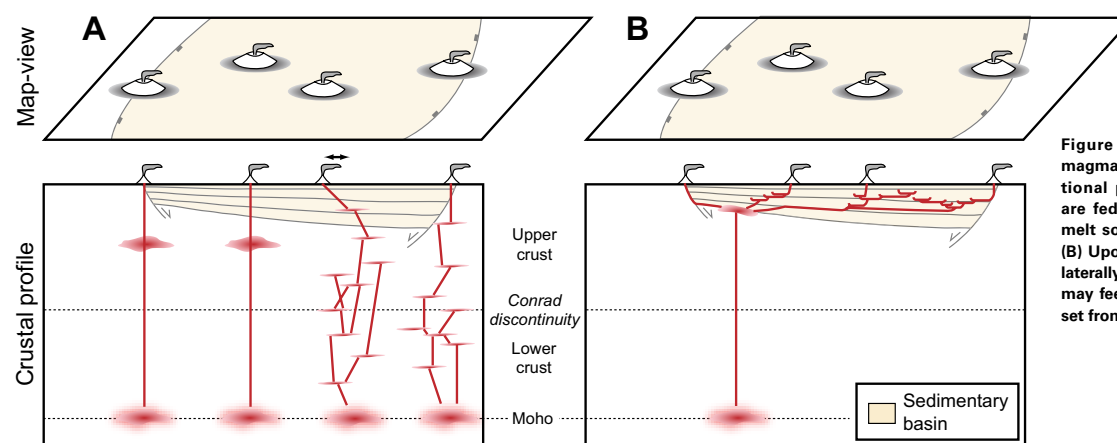 A
B
Map-view
Crustal profile
Upper
crust
Conrad
discontinuity
Lower
crust
Moho
Sedimentary
basin
Figure
magma
tional p
are fed
melt so
(B) Upo
laterally
may fee
set from